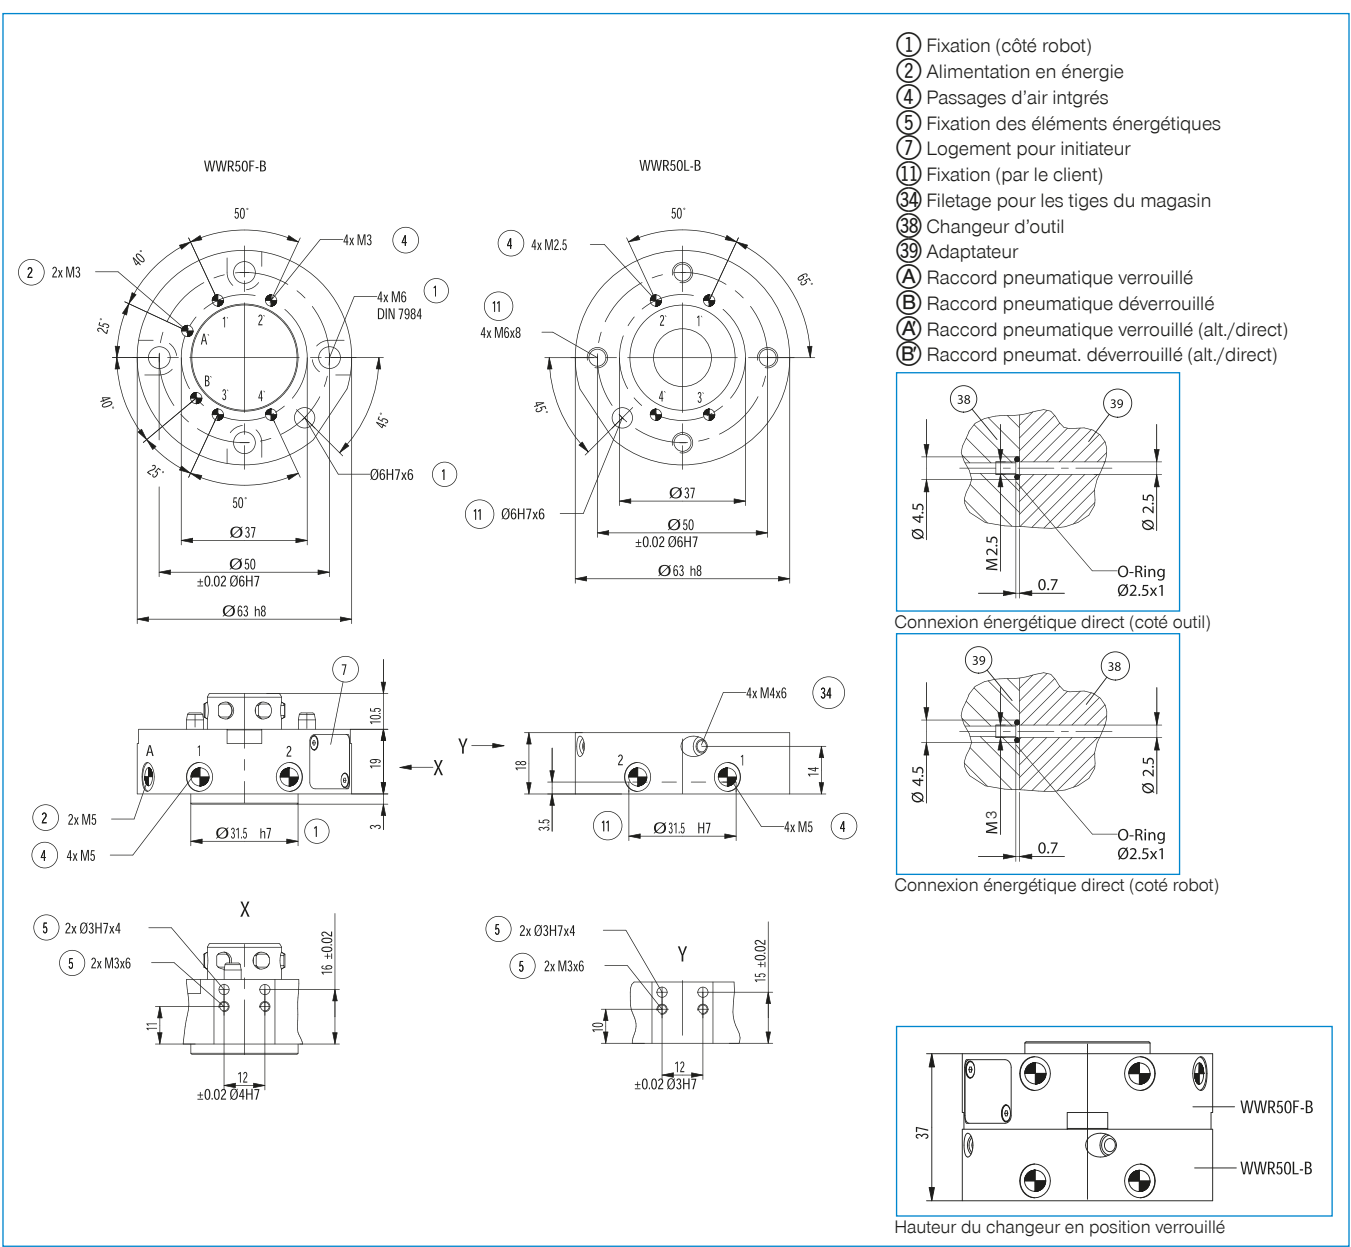 1 Fixation (côté robot)
2 Alimentation en énergie
4 Passages d'air intgrés
5 Fixation des éléments énergétiques
7 Logement pour initiateur
11 Fixation (par le client)
34 Filetage pour les tiges du magasin
38 Changeur d'outil
39 Adaptateur
A Raccord pneumatique verrouillé
B Raccord pneumatique déverrouillé
A' Raccord pneumatique verrouillé (alt./direct)
B' Raccord pneumat. déverrouillé (alt./direct)
WWR50F-B
50°
40°
25°
40°
25°
50°
45°
2 2x M3
4x M3 4
4x M6 1
DIN 7984
1'
2'
A'
B'
3'
4'
Ø6H7x6 1
Ø 37
Ø 50
±0.02 Ø6H7
Ø 63 h8
WWR50L-B
50°
65°
45°
4 4x M2.5
11
4x M6x8
2'
1'
4'
3'
11 Ø6H7x6
Ø 37
Ø 50
±0.02 Ø6H7
Ø 63 h8
38
39
Ø 4.5
M 2.5
Ø 2.5
O-Ring
Ø2.5x1
0.7
Connexion énergétique direct (coté outil)
39
38
Ø 4.5
M 3
Ø 2.5
O-Ring
Ø2.5x1
0.7
Connexion énergétique direct (coté robot)
7
10.5
19
3
A
1
2
X
2 2x M5
4 4x M5
Ø 31.5 h7 1
Y
4x M4x6 34
18
3.5
14
2
1
11 Ø 31.5 H7
4x M5 4
X
5 2x Ø3H7x4
5 2x M3x6
16 ±0.02
11
12
±0.02 Ø4H7
Y
5 2x Ø3H7x4
5 2x M3x6
15 ±0.02
10
12
±0.02 Ø3H7
37
WWR50F-B
WWR50L-B
Hauteur du changeur en position verrouillé